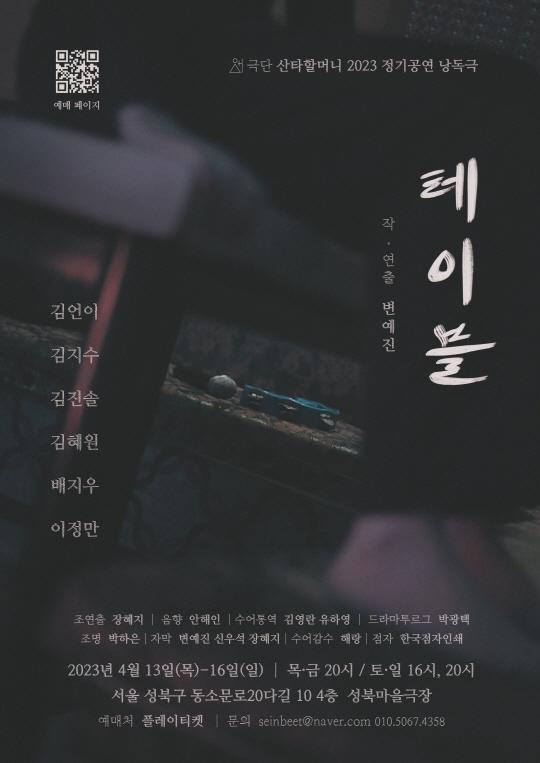 극단 산타할머니 2023 정기공연 낭독극
예매 페이지
테이블
작·연출 변예진
김언이
김지수
김진솔
김혜원
배지우
이정만
조연출 장혜지 | 음향 안해인 | 수어통역 김영란 유하영 | 드라마투르그 박광택
조명 박하은 | 자막 변예진 신우석 장혜지 | 수어감수 해랑 | 점자 한국점자인쇄
2023년 4월 13일(목)-16일(일) | 목·금 20시 / 토·일 16시, 20시
서울 성북구 동소문로20다길 10 4층 성북마을극장
예매처 플레이티켓 | 문의 seinbeet@naver.com 010.5067.4358